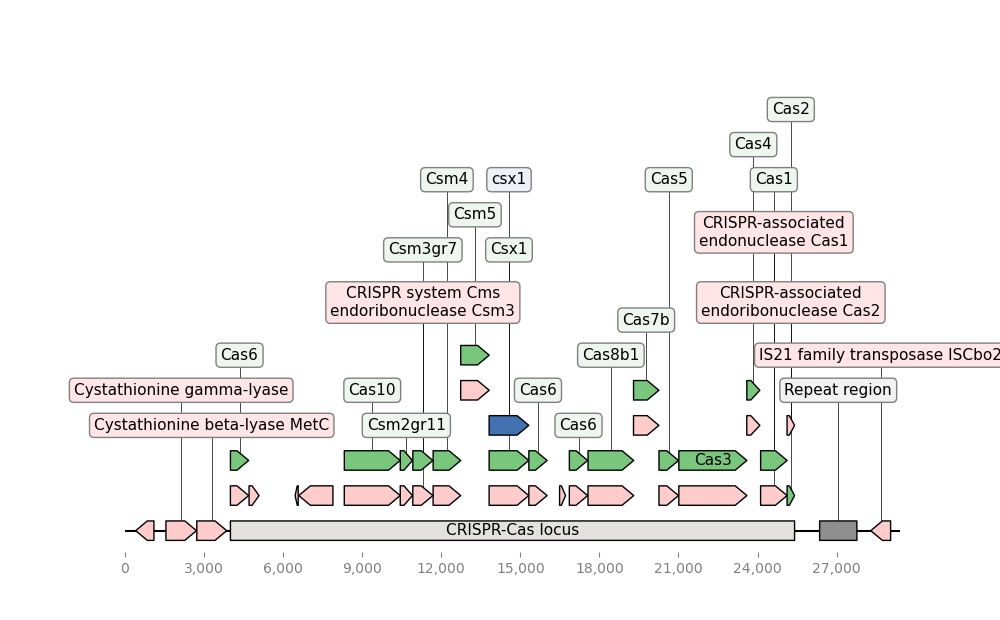 Cas2
Cas4
Csm4
csx1
Cas5
Cas1
Csm5
CRISPR-associated
endonuclease Cas1
Csm3gr7
Csx1
CRISPR system Cms
endoribonuclease Csm3
CRISPR-associated
endoribonuclease Cas2
Cas7b
Cas6
Cas8b1
IS21 family transposase ISCbo2
Cystathionine gamma-lyase
Cas10
Cas6
Repeat region
Cystathionine beta-lyase MetC
Csm2gr11
Cas6
Cas3
CRISPR-Cas locus
0 3,000 6,000 9,000 12,000 15,000 18,000 21,000 24,000 27,000